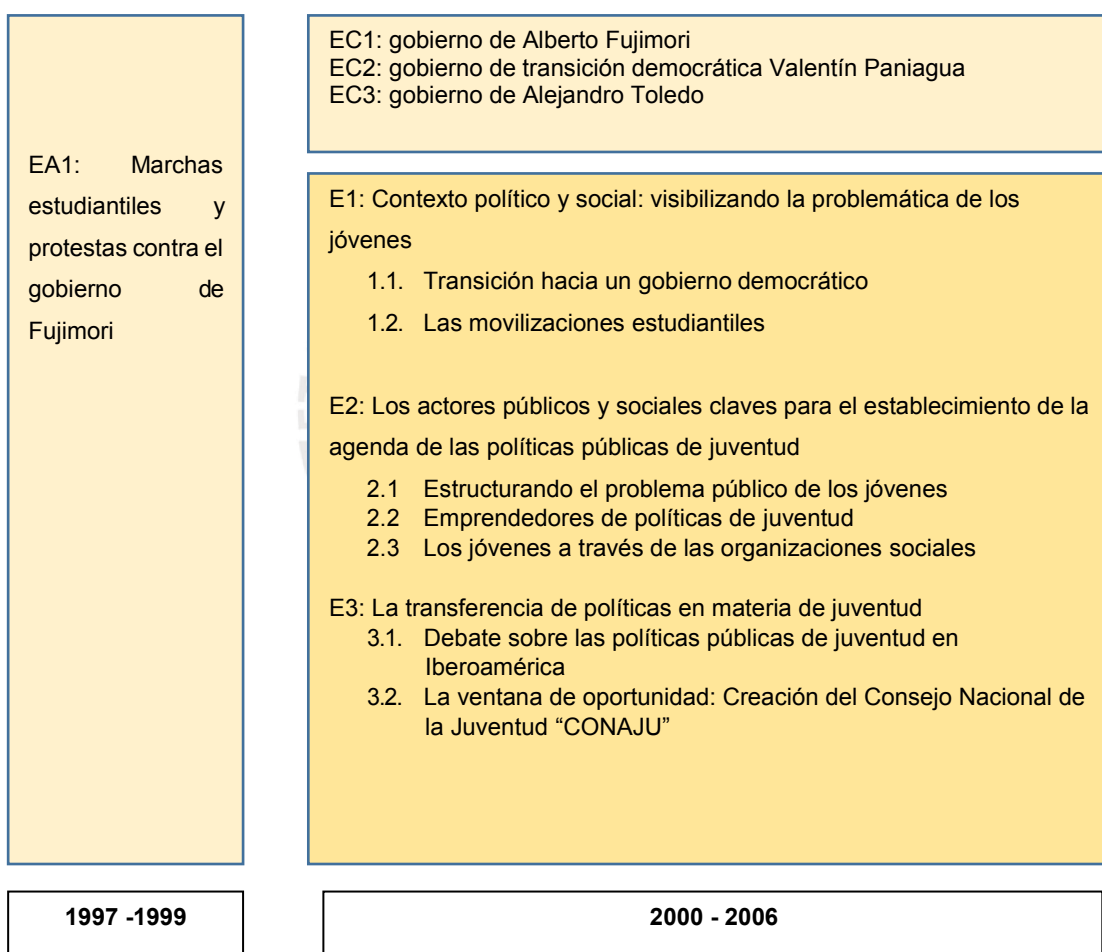 EA1: Marchas
estudiantiles y
protestas contra el
gobierno de
Fujimori
EC1: gobierno de Alberto Fujimori
EC2: gobierno de transición democrática Valentín Paniagua
EC3: gobierno de Alejandro Toledo
E1: Contexto político y social: visibilizando la problemática de los
jóvenes
1.1. Transición hacia un gobierno democrático
1.2. Las movilizaciones estudiantiles
E2: Los actores públicos y sociales claves para el establecimiento de la
agenda de las políticas públicas de juventud
2.1 Estructurando el problema público de los jóvenes
2.2 Emprendedores de políticas de juventud
2.3 Los jóvenes a través de las organizaciones sociales
E3: La transferencia de políticas en materia de juventud
3.1. Debate sobre las políticas públicas de juventud en
Iberoamérica
3.2. La ventana de oportunidad: Creación del Consejo Nacional de
la Juventud “CONAJU”
1997 -1999
2000 - 2006